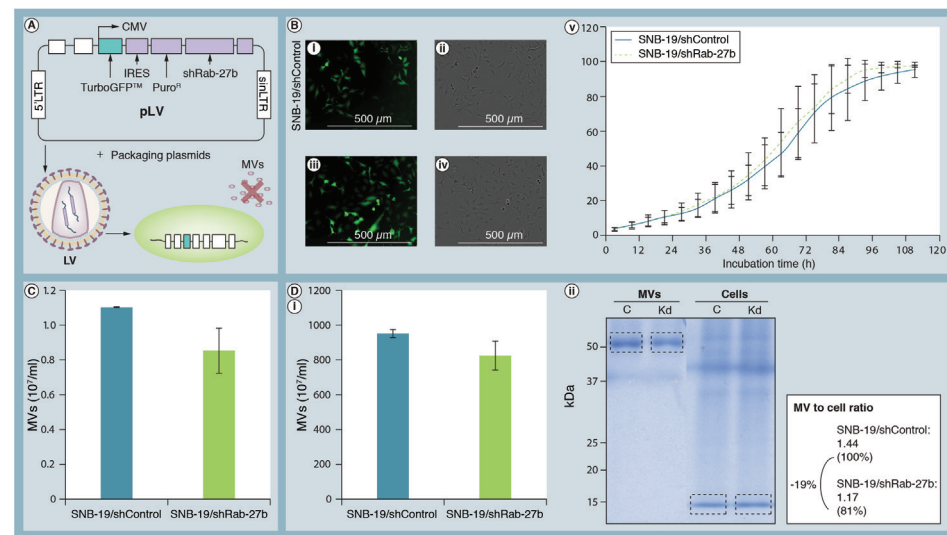 A
CMV
IRES
shRab-27b
TurboGFP™
Puroᴿ
5'LTR
sinLTR
pLV
+ Packaging plasmids
MVs
LV
B
SNB-19/shControl
i
500 µm
ii
500 µm
iii
500 µm
iv
500 µm
v
SNB-19/shControl
SNB-19/shRab-27b
100
80
60
40
20
0
0 12 24 36 48 60 72 84 96 108 120
Incubation time (h)
C
MVs (10⁷/ml)
1.2
1.0
0.8
0.6
0.4
0.2
0
SNB-19/shControl
SNB-19/shRab-27b
D
i
MVs (10⁷/ml)
1200
1000
800
600
400
200
0
SNB-19/shControl
SNB-19/shRab-27b
ii
MVs Cells
C Kd C Kd
kDa
50
37
25
20
15
MV to cell ratio
SNB-19/shControl:
1.44
(100%)
-19%
SNB-19/shRab-27b:
1.17
(81%)